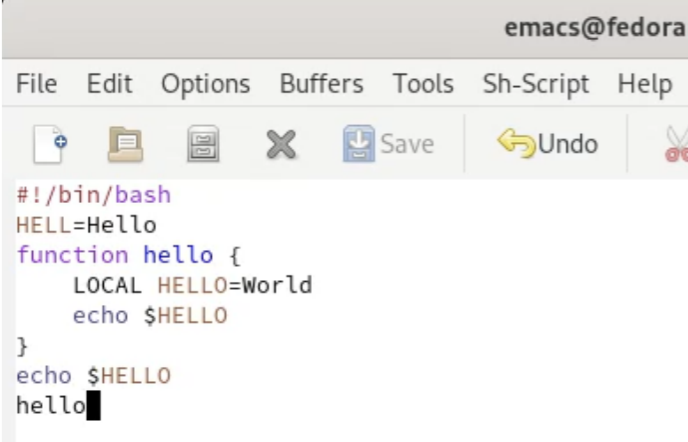 emacs@fedora
File Edit Options Buffers Tools Sh-Script Help
Save Undo
#!/bin/bash
HELL=Hello
function hello {
    LOCAL HELLO=World
    echo $HELLO
}
echo $HELLO
hello